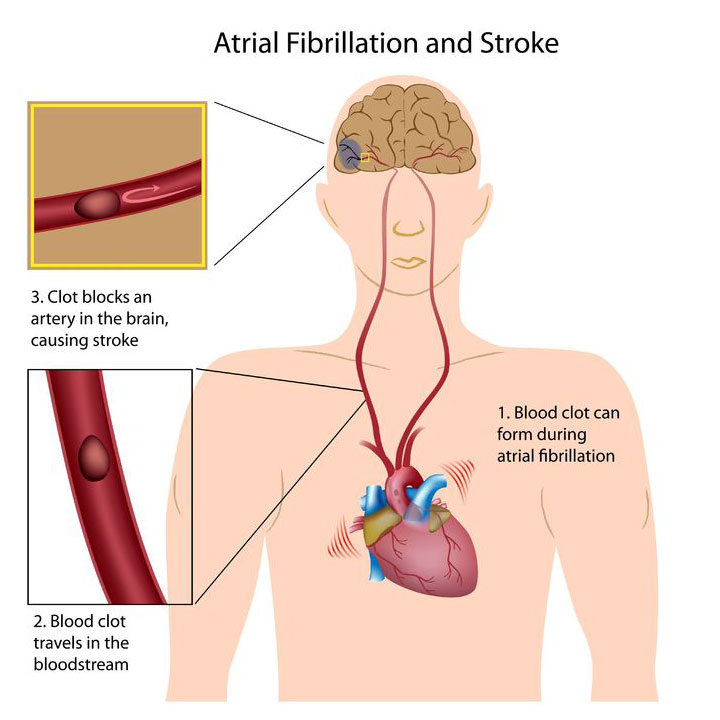 Atrial Fibrillation and Stroke
1. Blood clot can
form during
atrial fibrillation
2. Blood clot
travels in the
bloodstream
3. Clot blocks an
artery in the brain,
causing stroke